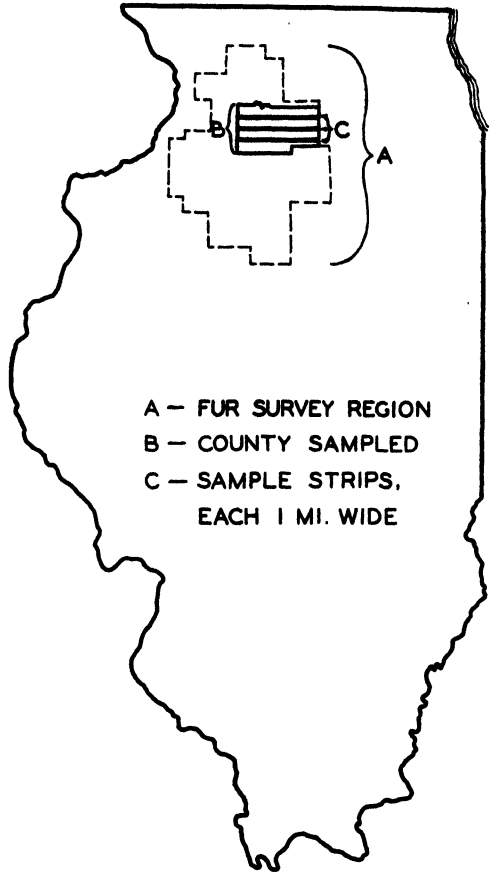 B
C
A
A — FUR SURVEY REGION
B — COUNTY SAMPLED
C — SAMPLE STRIPS,
EACH 1 MI. WIDE